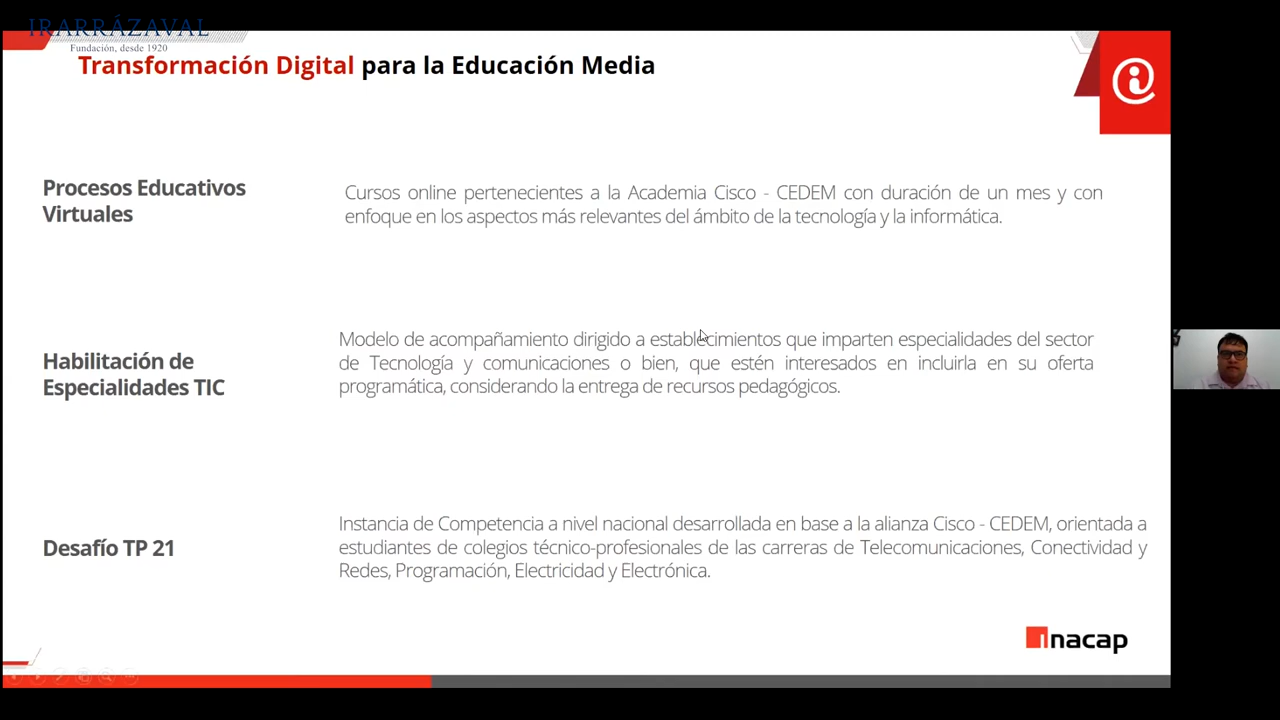 IRARRÁZAVAL
Fundación, desde 1920
Transformación Digital para la Educación Media
Procesos Educativos
Virtuales
Cursos online pertenecientes a la Academia Cisco - CEDEM con duración de un mes y con
enfoque en los aspectos más relevantes del ámbito de la tecnología y la informática.
Habilitación de
Especialidades TIC
Modelo de acompañamiento dirigido a establecimientos que imparten especialidades del sector
de Tecnología y comunicaciones o bien, que estén interesados en incluirla en su oferta
programática, considerando la entrega de recursos pedagógicos.
Desafío TP 21
Instancia de Competencia a nivel nacional desarrollada en base a la alianza Cisco - CEDEM, orientada a
estudiantes de colegios técnico-profesionales de las carreras de Telecomunicaciones, Conectividad y
Redes, Programación, Electricidad y Electrónica.
inacap